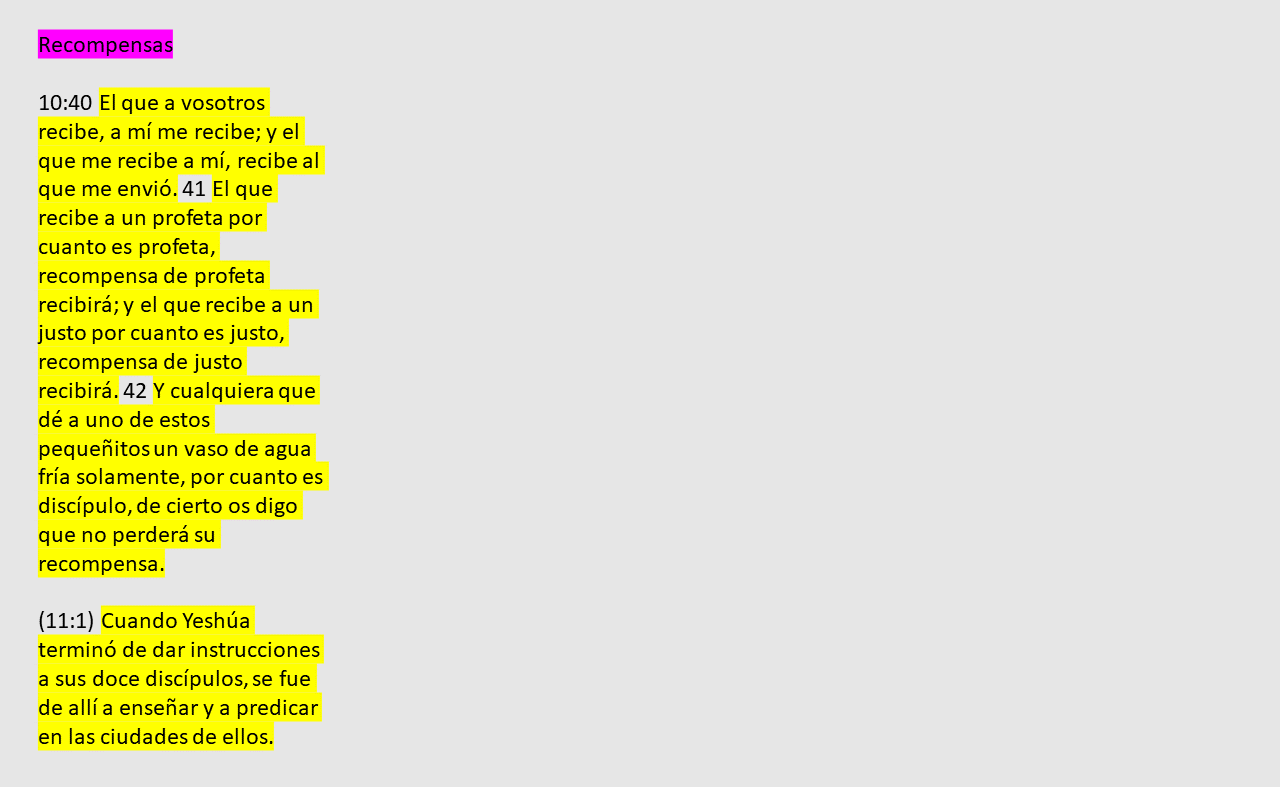 Recompensas
10:40 El que a vosotros
recibe, a mí me recibe; y el
que me recibe a mí, recibe al
que me envió. 41 El que
recibe a un profeta por
cuanto es profeta,
recompensa de profeta
recibirá; y el que recibe a un
justo por cuanto es justo,
recompensa de justo
recibirá. 42 Y cualquiera que
dé a uno de estos
pequeñitos un vaso de agua
fría solamente, por cuanto es
discípulo, de cierto os digo
que no perderá su
recompensa.
(11:1) Cuando Yeshúa
terminó de dar instrucciones
a sus doce discípulos, se fue
de allí a enseñar y a predicar
en las ciudades de ellos.